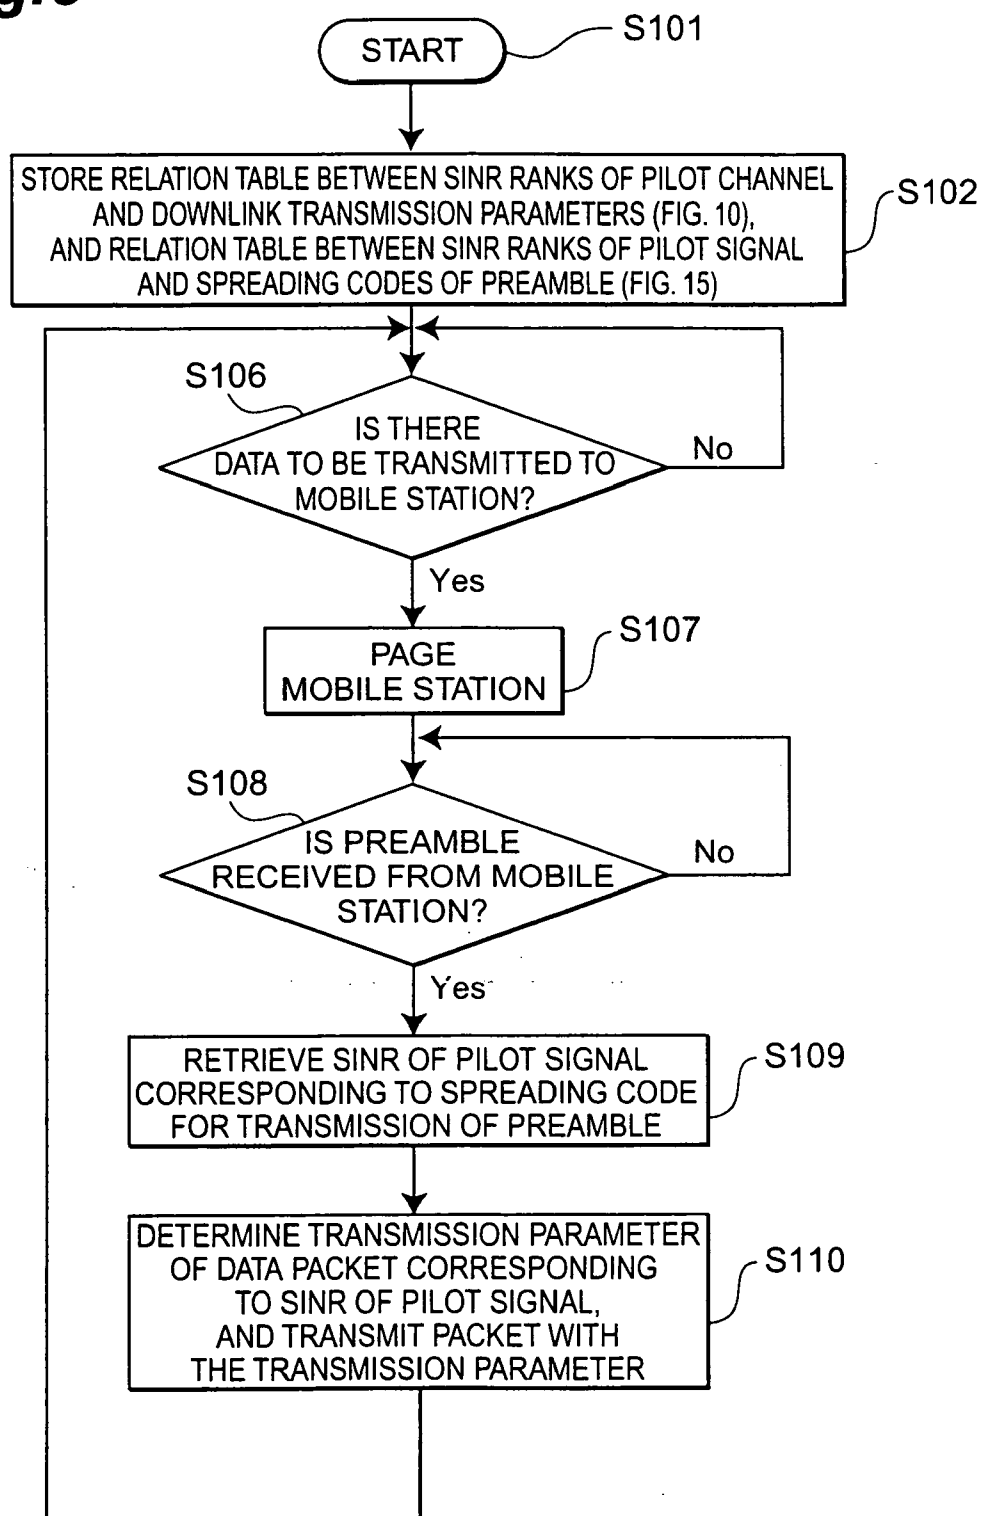 START
S101
STORE RELATION TABLE BETWEEN SINR RANKS OF PILOT CHANNEL
AND DOWNLINK TRANSMISSION PARAMETERS (FIG. 10),
AND RELATION TABLE BETWEEN SINR RANKS OF PILOT SIGNAL
AND SPREADING CODES OF PREAMBLE (FIG. 15)
S102
S106
IS THERE
DATA TO BE TRANSMITTED TO
MOBILE STATION?
No
Yes
PAGE
MOBILE STATION
S107
S108
IS PREAMBLE
RECEIVED FROM MOBILE
STATION?
No
Yes
RETRIEVE SINR OF PILOT SIGNAL
CORRESPONDING TO SPREADING CODE
FOR TRANSMISSION OF PREAMBLE
S109
DETERMINE TRANSMISSION PARAMETER
OF DATA PACKET CORRESPONDING
TO SINR OF PILOT SIGNAL,
AND TRANSMIT PACKET WITH
THE TRANSMISSION PARAMETER
S110